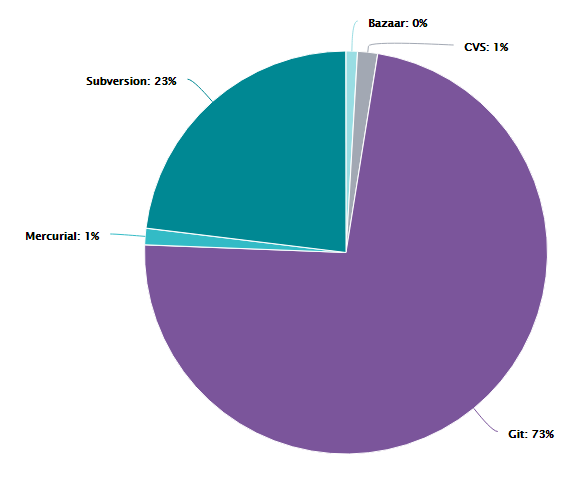 Bazaar: 0%
CVS: 1%
Subversion: 23%
Mercurial: 1%
Git: 73%